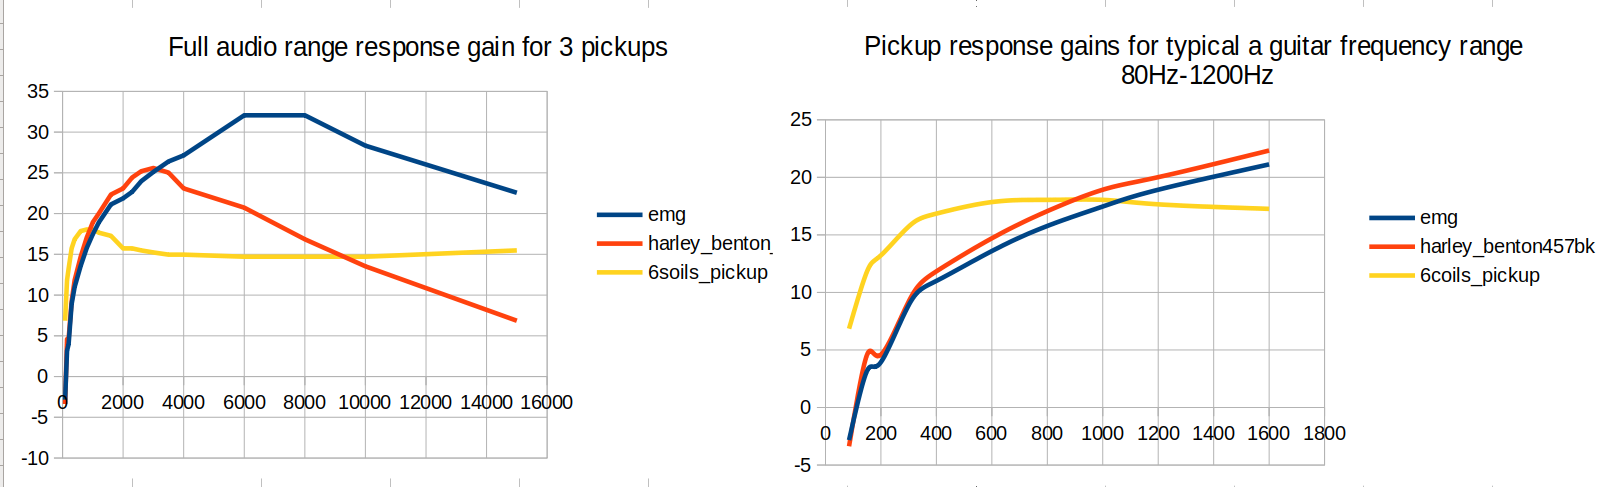 Full audio range response gain for 3 pickups
35
30
25
20
15
10
5
0
-5
-10
0 2000 4000 6000 8000 10000 12000 14000 16000
emg
harley_benton_
6soils_pickup
Pickup response gains for typical a guitar frequency range
80Hz-1200Hz
25
20
15
10
5
0
-5
0 200 400 600 800 1000 1200 1400 1600 1800
emg
harley_benton457bk
6coils_pickup